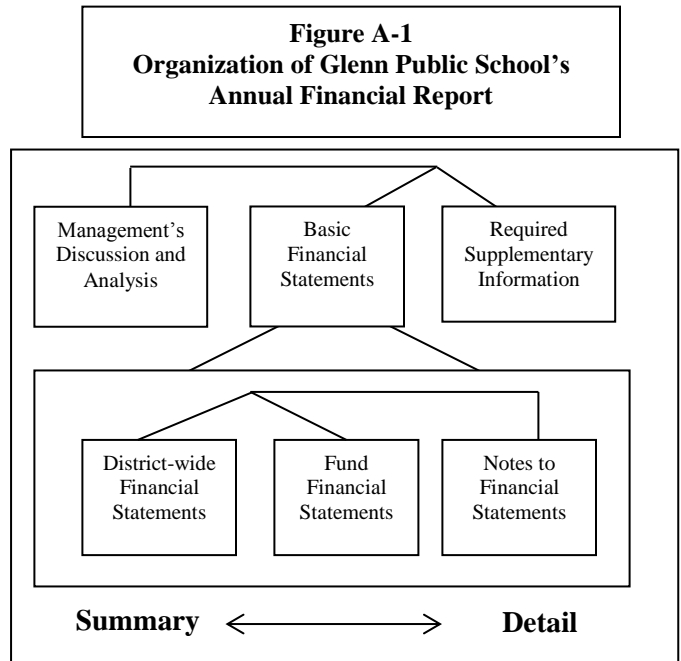 Figure A-1
Organization of Glenn Public School’s
Annual Financial Report
Management’s
Discussion and
Analysis
Basic
Financial
Statements
Required
Supplementary
Information
District-wide
Financial
Statements
Fund
Financial
Statements
Notes to
Financial
Statements
Summary
Detail